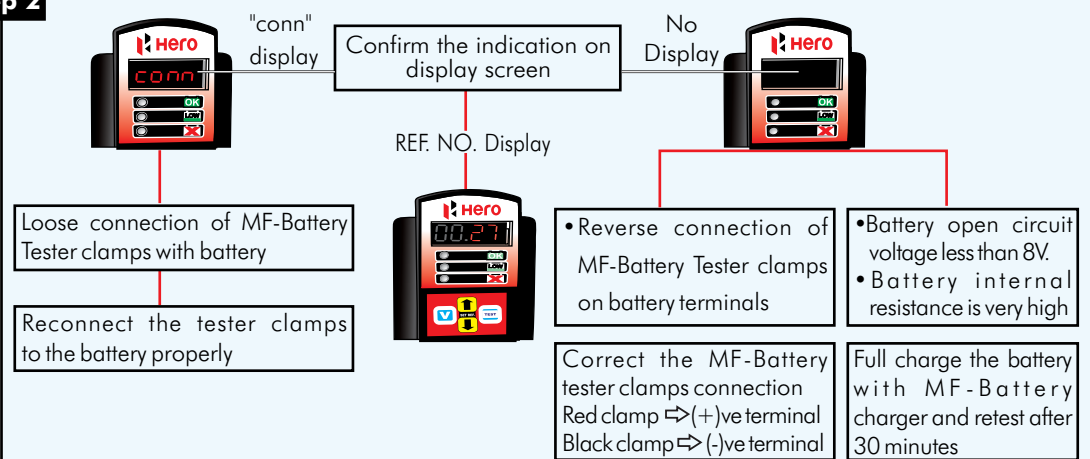 p 2
"conn"
display
Confirm the indication on
display screen
No
Display
Hero
conn
OK
LOW
Hero
OK
LOW
REF. NO. Display
Hero
00.27
OK
LOW
V
SET REF.
TEST
Loose connection of MF-Battery
Tester clamps with battery
Reconnect the tester clamps
to the battery properly
•Reverse connection of
MF-Battery Tester clamps
on battery terminals
Correct the MF-Battery
tester clamps connection
Red clamp ⇨(+)ve terminal
Black clamp⇨ (-)ve terminal
•Battery open circuit
voltage less than 8V.
•Battery internal
resistance is very high
Full charge the battery
with MF-Battery
charger and retest after
30 minutes